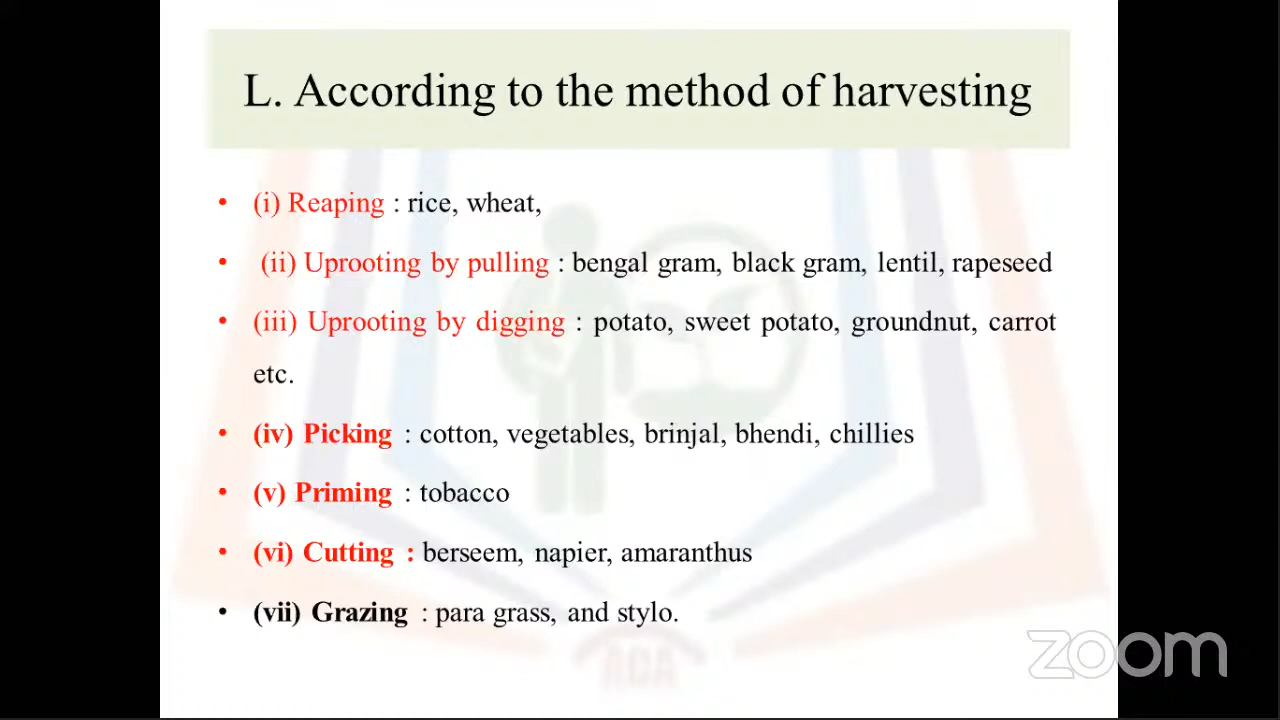 L. According to the method of harvesting
• (i) Reaping : rice, wheat,
• (ii) Uprooting by pulling : bengal gram, black gram, lentil, rapeseed
• (iii) Uprooting by digging : potato, sweet potato, groundnut, carrot
etc.
• (iv) Picking : cotton, vegetables, brinjal, bhendi, chillies
• (v) Priming : tobacco
• (vi) Cutting : berseem, napier, amaranthus
• (vii) Grazing : para grass, and stylo.
zoom
ACA